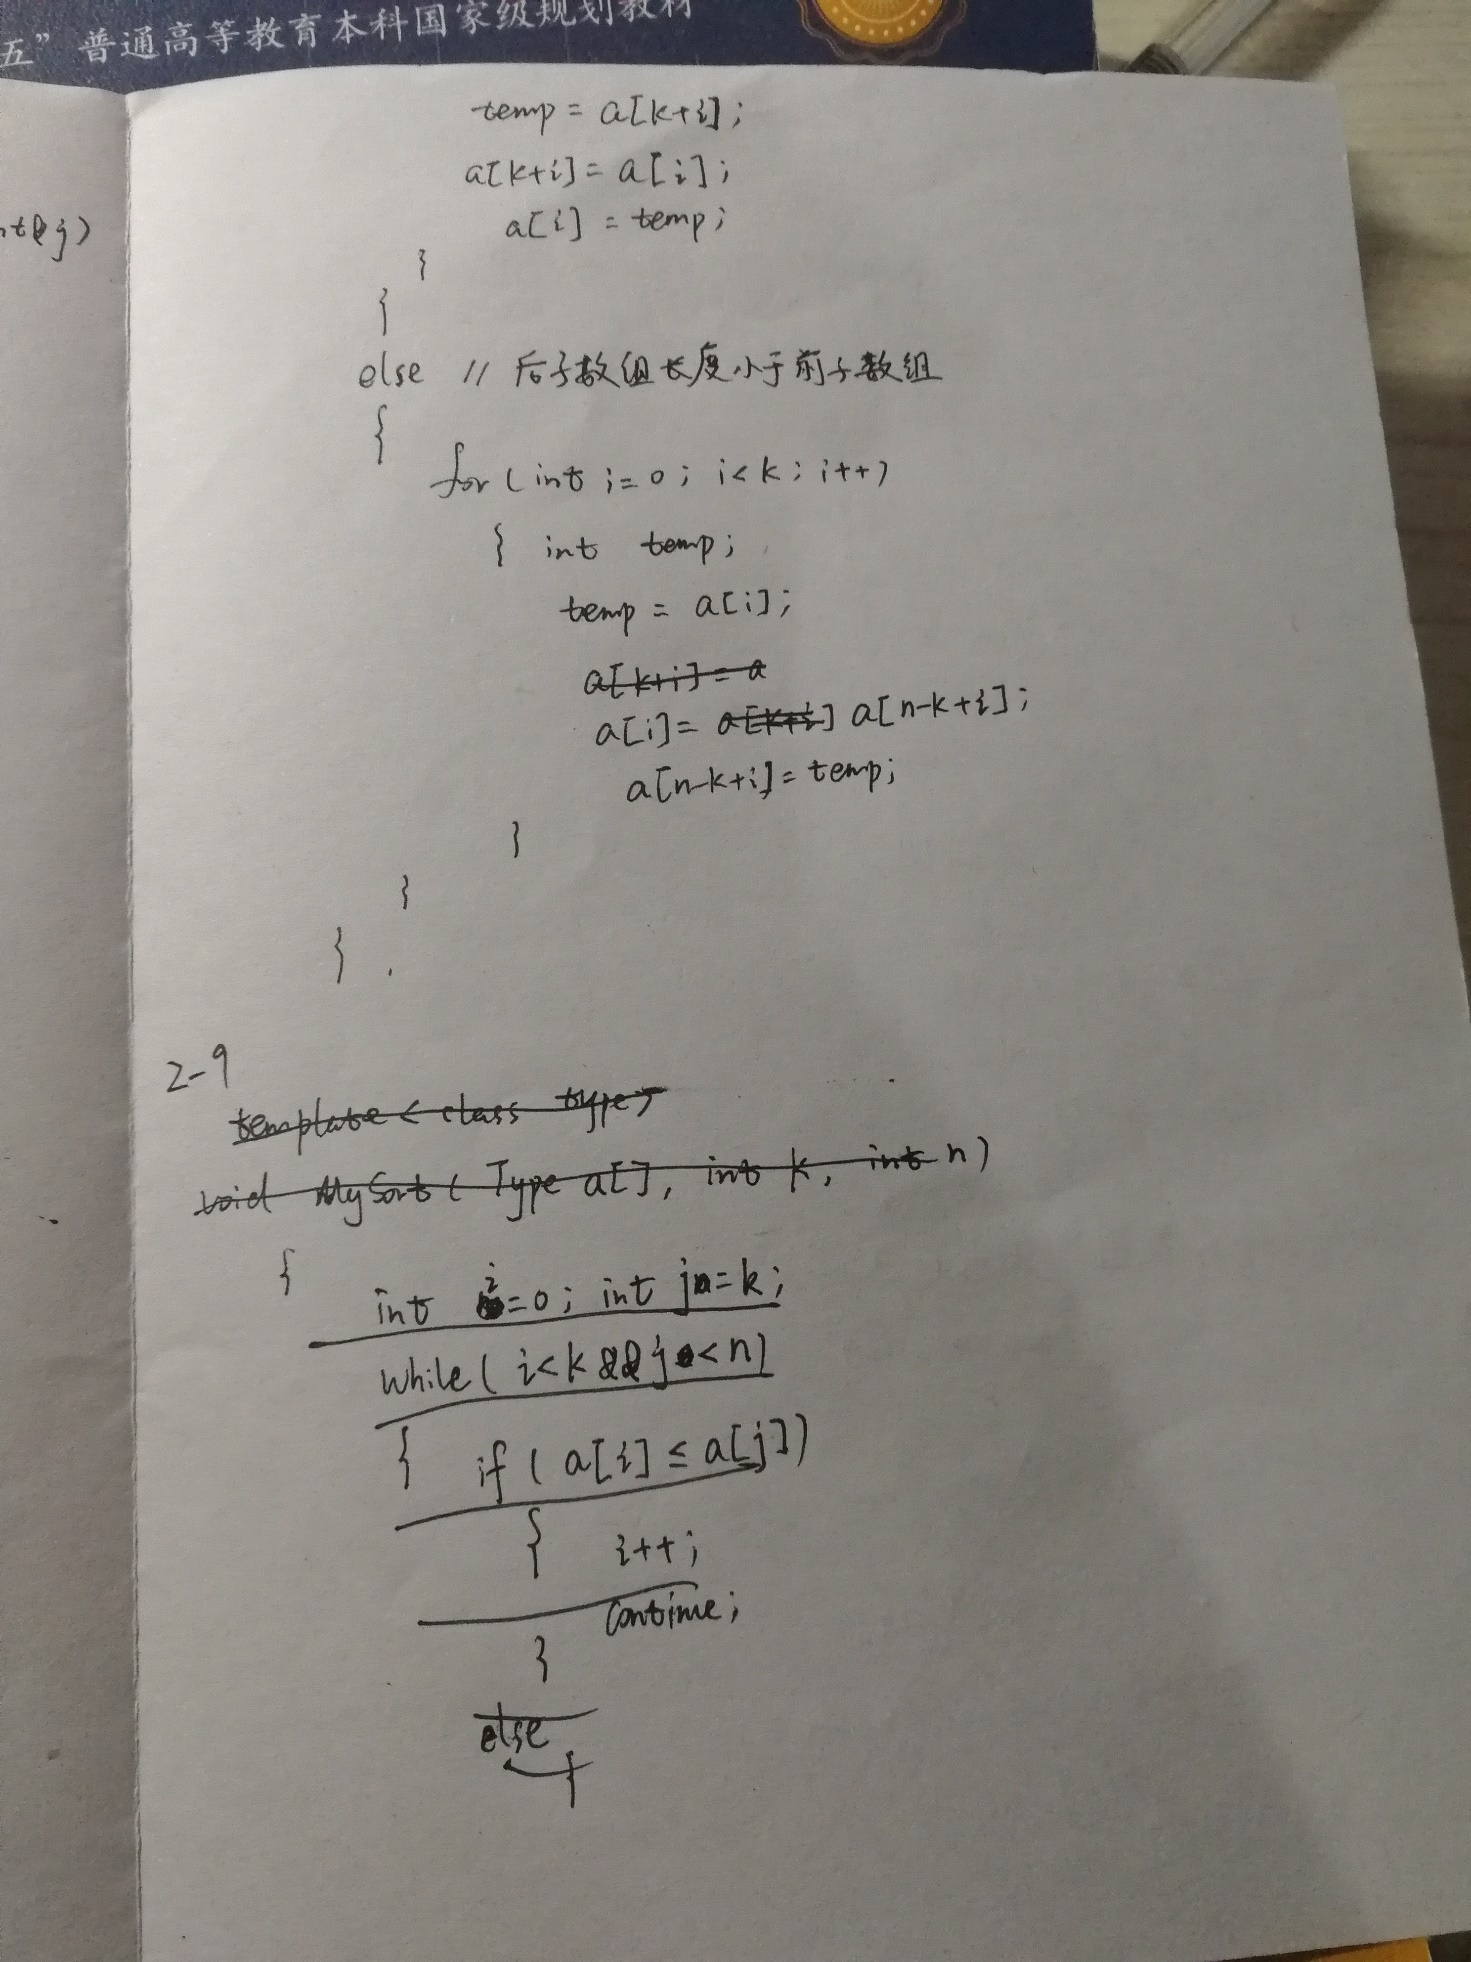 五” 普通高等教育本科国家级规划教材
temp = a[k+i];
a[k+i] = a[i];
nt& j)
a[i] = temp;
}
}
else // 后子数组长度小于前子数组
{
for (int i=0; i<k; i++)
{ int temp;
temp = a[i];
a[k+i] = a
a[i] = a[k+i] a[n-k+i];
a[n-k+i] = temp;
}
}
}
2-9
template < class type>
void MySort ( Type a[], int k, int n)
{
int i=0; int j=k;
while( i<k && j<n)
{ if ( a[i] ≤ a[j])
{ i++;
continue;
}
else
{